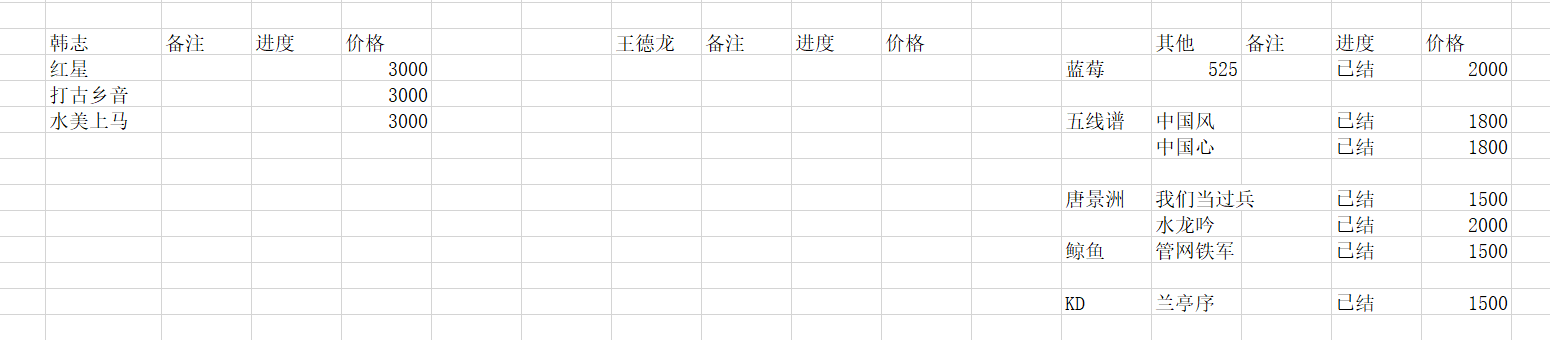 韩志 备注 进度 价格 王德龙 备注 进度 价格 其他 备注 进度 价格
红星 3000 蓝莓 525 已结 2000
打古乡音 3000
水美上马 3000 五线谱 中国风 已结 1800
中国心 已结 1800
唐景洲 我们当过兵 已结 1500
水龙吟 已结 2000
鲸鱼 管网铁军 已结 1500
KD 兰亭序 已结 1500